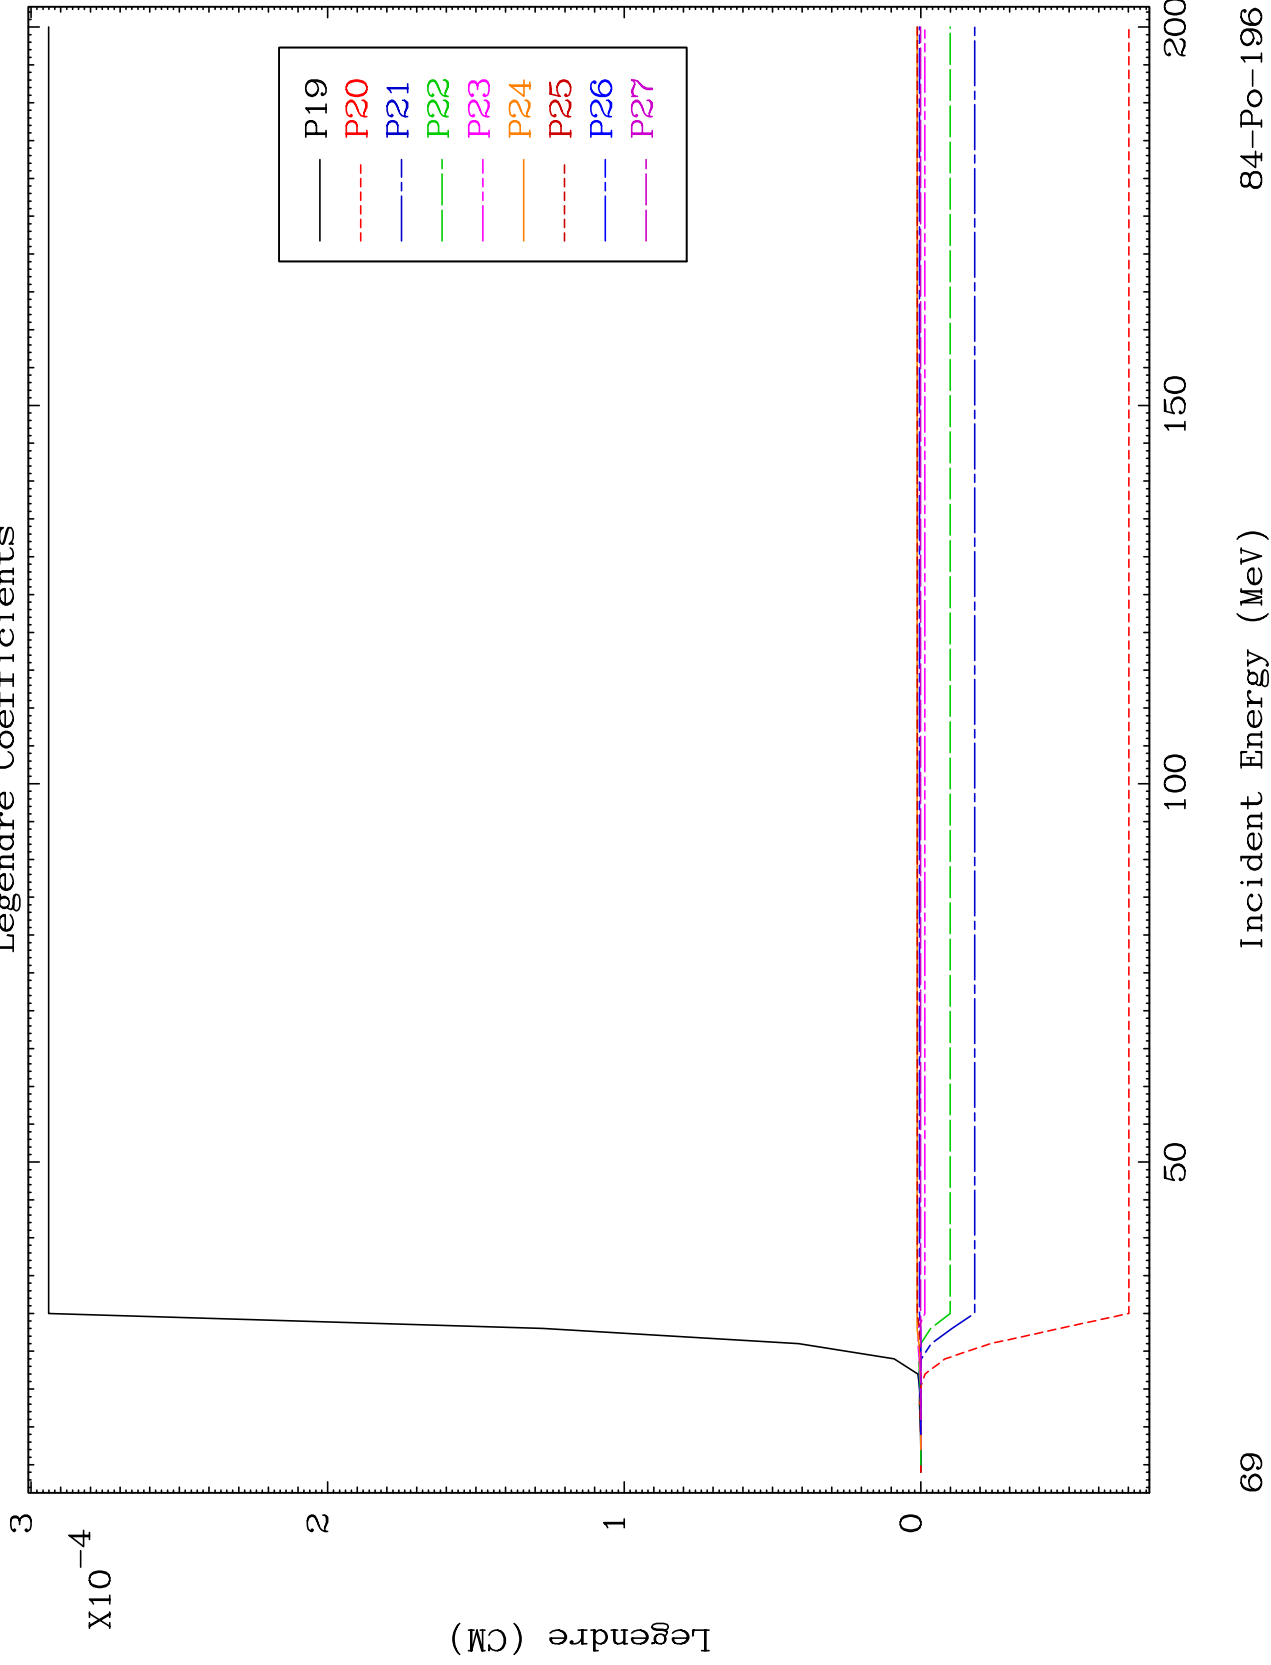 Legendre Coefficients
X10-4
3
2
1
0
Legendre (CM)
P19
P20
P21
P22
P23
P24
P25
P26
P27
50
100
150
200
69
Incident Energy (MeV)
84-Po-196